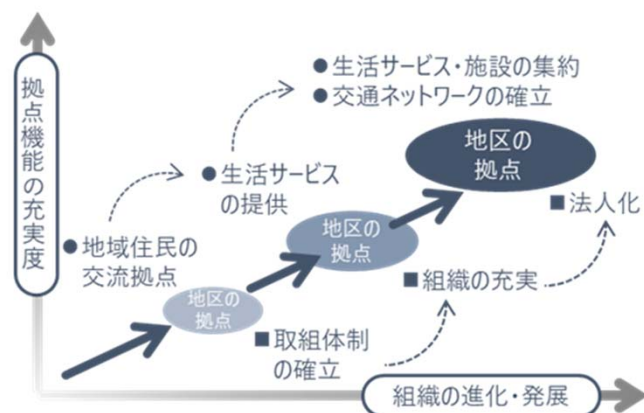 拠点機能の充実度
●生活サービス・施設の集約
●交通ネットワークの確立
地区の
拠点
●生活サービス
の提供
■法人化
地区の
拠点
●地域住民の
交流拠点
■組織の充実
地区の
拠点
■取組体制
の確立
組織の進化・発展